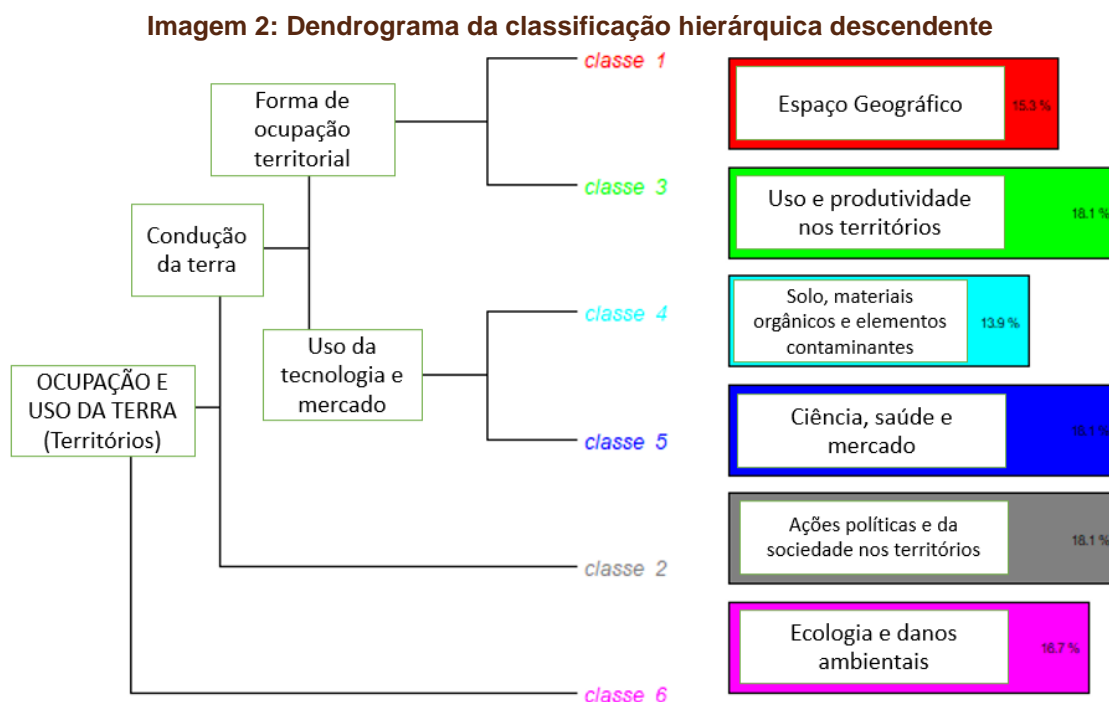 Imagem 2: Dendrograma da classificação hierárquica descendente
classe 1
Forma de
ocupação
territorial
Espaço Geográfico
15.3 %
classe 3
Uso e produtividade
nos territórios
18.1 %
Condução
da terra
classe 4
Solo, materiais
orgânicos e elementos
contaminantes
13.9 %
Uso da
tecnologia e
mercado
OCUPAÇÃO E
USO DA TERRA
(Territórios)
classe 5
Ciência, saúde e
mercado
18.1 %
classe 2
Ações políticas e da
sociedade nos territórios
18.1 %
Ecologia e danos
ambientais
16.7 %
classe 6